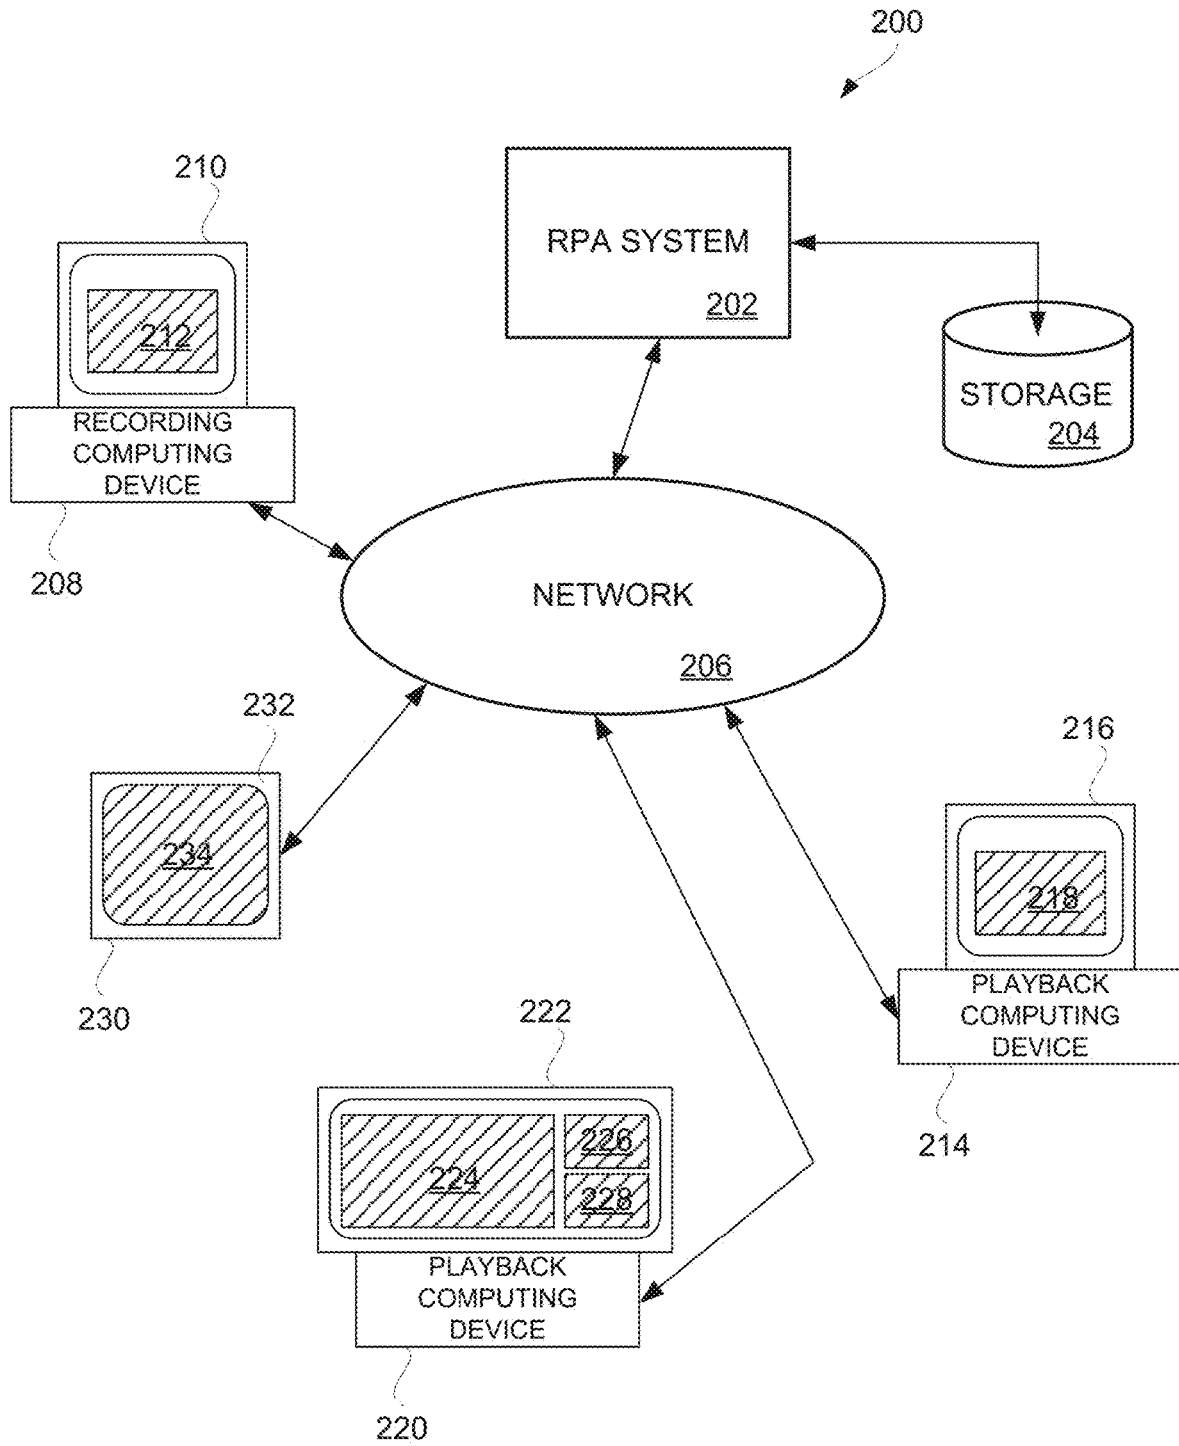 200
210
RPA SYSTEM
202
212
STORAGE
204
RECORDING
COMPUTING
DEVICE
208
NETWORK
206
232
234
230
216
218
PLAYBACK
COMPUTING
DEVICE
214
222
224
226
228
PLAYBACK
COMPUTING
DEVICE
220